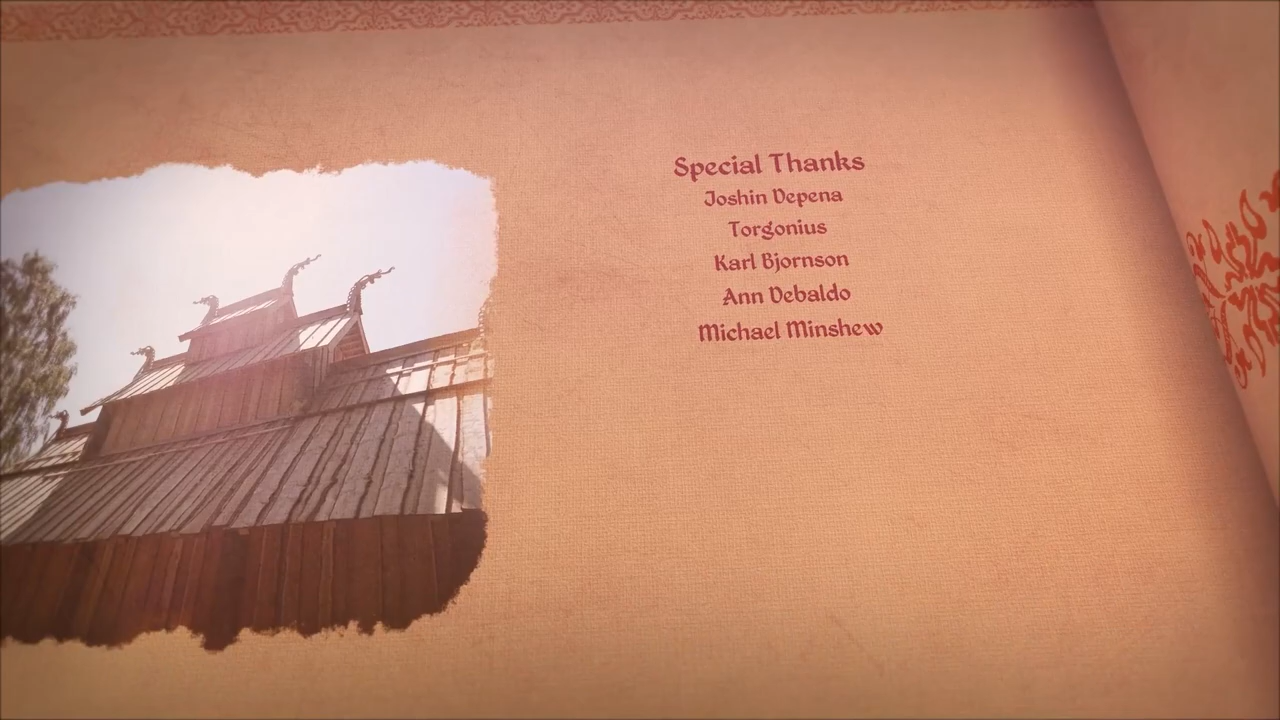 Special Thanks
Joshin Depena
Torgonius
Karl Bjornson
Ann Debaldo
Michael Minshew